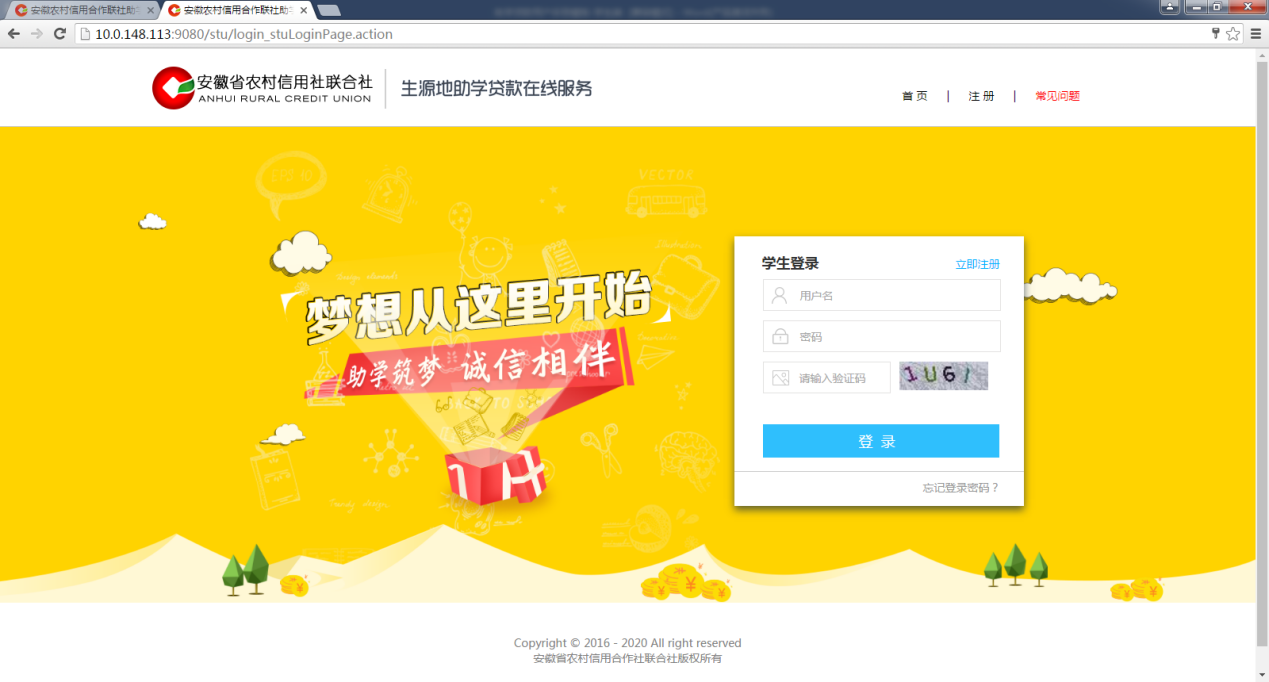 安徽农村信用合作联社助
安徽农村信用合作联社助
10.0.148.113:9080/stu/login_stuLoginPage.action
安徽省农村信用社联合社
ANHUI RURAL CREDIT UNION
生源地助学贷款在线服务
首 页 | 注 册 | 常见问题
EPS 10
VECTOR
梦想从这里开始
助学筑梦 诚信相伴
学生登录
立即注册
用户名
密码
请输入验证码
1U61
登 录
忘记登录密码？
Copyright © 2016 - 2020 All right reserved
安徽省农村信用合作社联合社版权所有